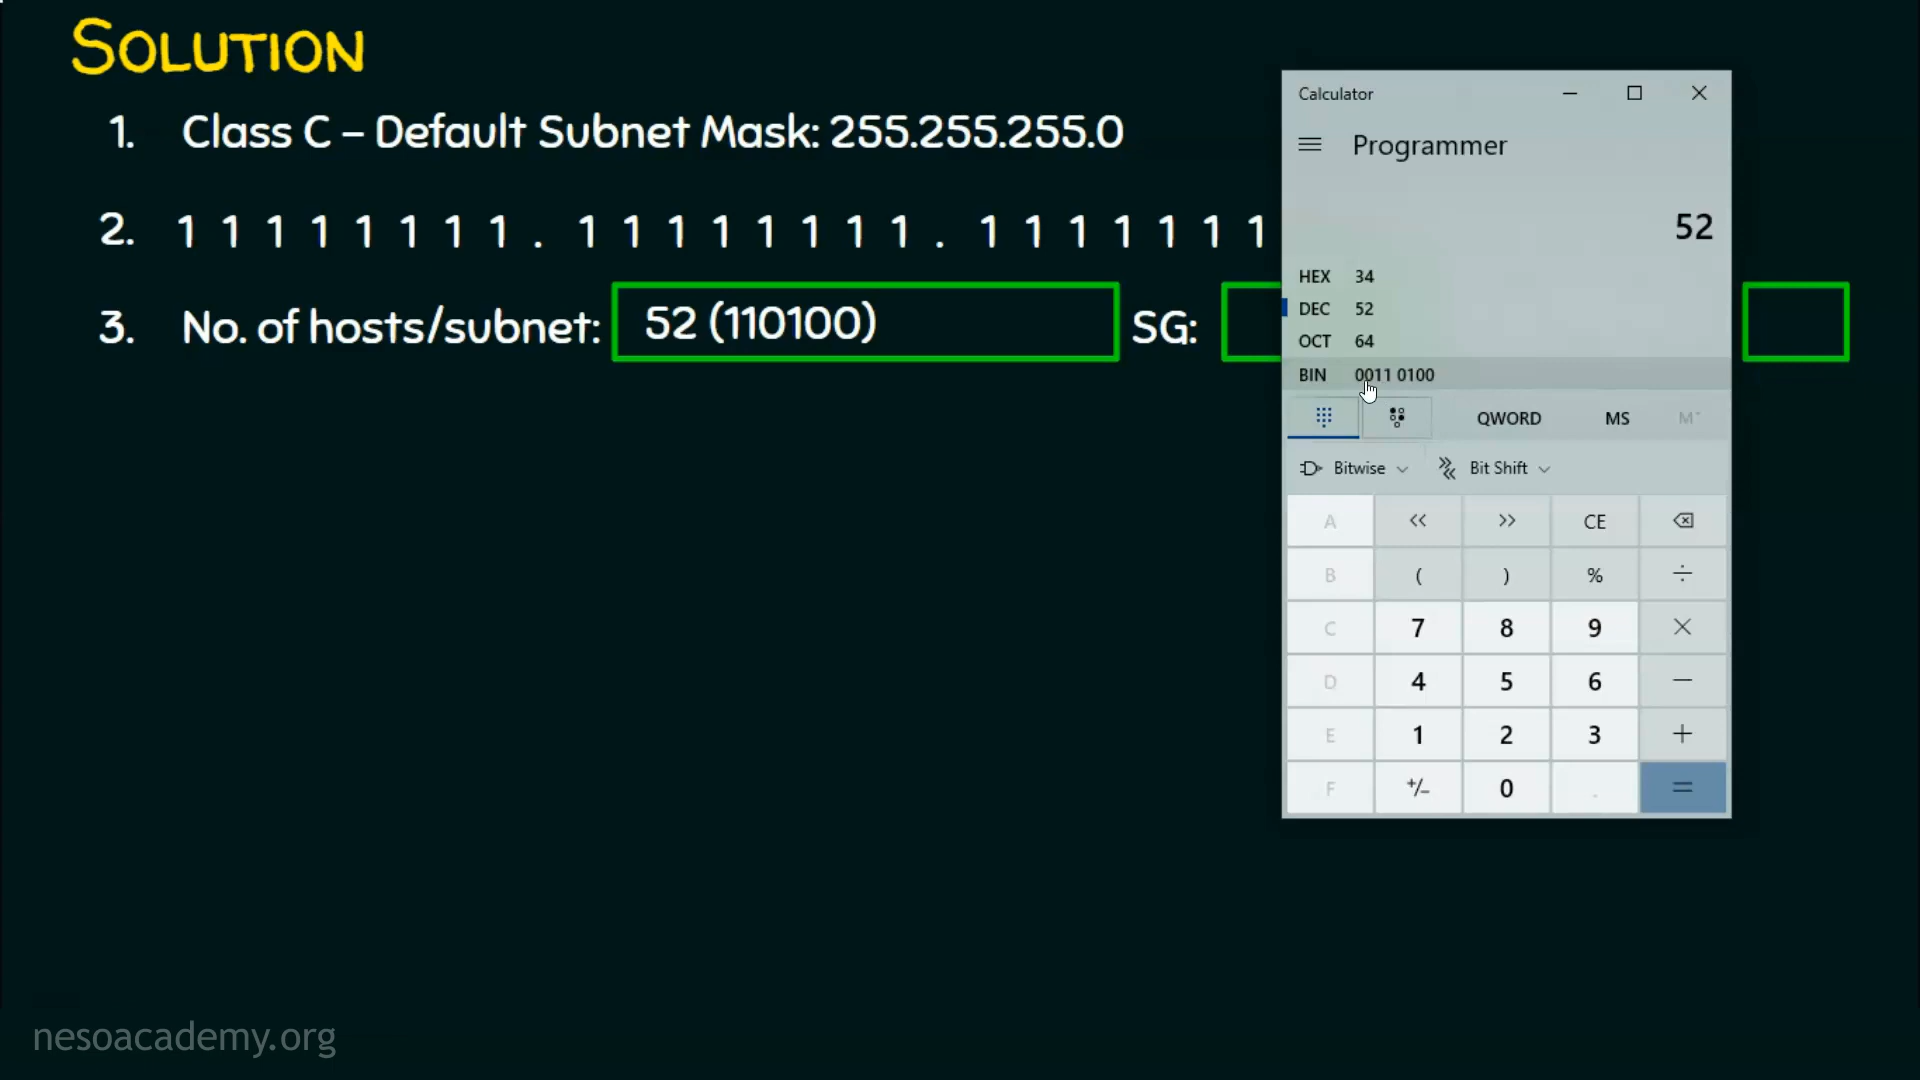 SOLUTION
1. Class C – Default Subnet Mask: 255.255.255.0
2. 1 1 1 1 1 1 1 1 . 1 1 1 1 1 1 1 1 . 1 1 1 1 1 1 1
3. No. of hosts/subnet: 52 (110100) SG:
Calculator
Programmer
52
HEX 34
DEC 52
OCT 64
BIN 0011 0100
QWORD MS M˅
Bitwise Bit Shift
A << >> CE
B ( ) % ÷
C 7 8 9 ×
D 4 5 6 −
E 1 2 3 +
F +/− 0 . =
nesoacademy.org